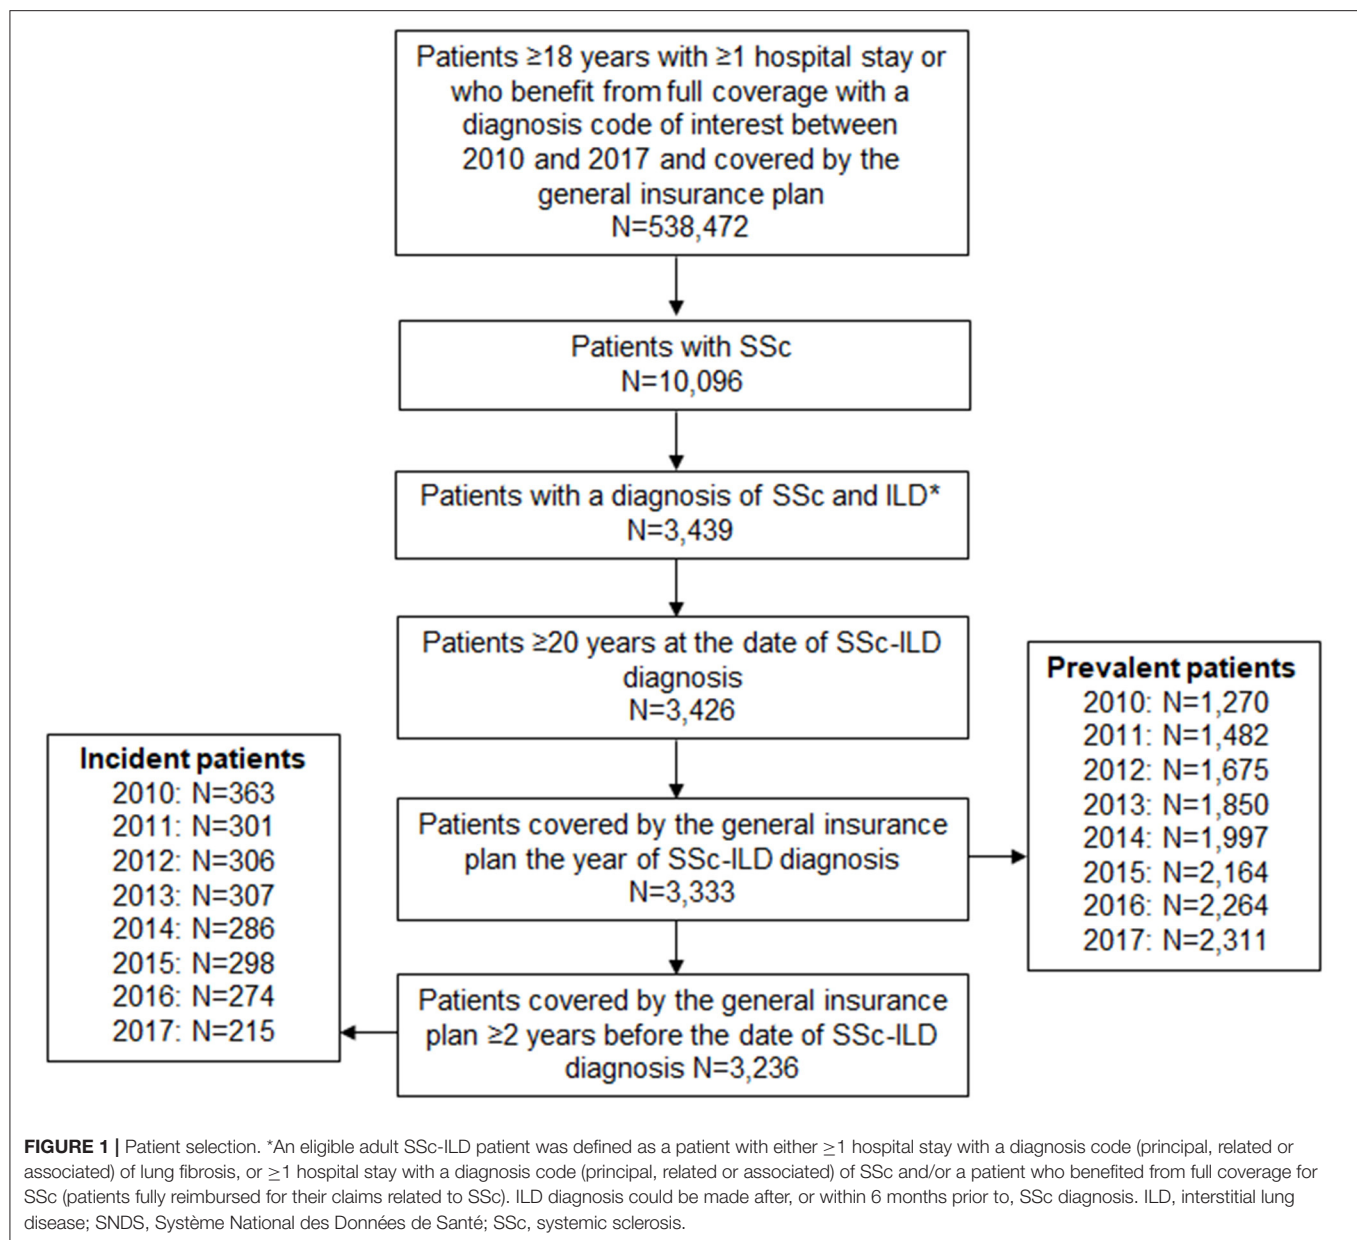 Patients ≥18 years with ≥1 hospital stay or
who benefit from full coverage with a
diagnosis code of interest between
2010 and 2017 and covered by the
general insurance plan
N=538,472
Patients with SSc
N=10,096
Patients with a diagnosis of SSc and ILD*
N=3,439
Patients ≥20 years at the date of SSc-ILD
diagnosis
N=3,426
Patients covered by the general insurance
plan the year of SSc-ILD diagnosis
N=3,333
Prevalent patients
2010: N=1,270
2011: N=1,482
2012: N=1,675
2013: N=1,850
2014: N=1,997
2015: N=2,164
2016: N=2,264
2017: N=2,311
Patients covered by the general insurance
plan ≥2 years before the date of SSc-ILD
diagnosis N=3,236
Incident patients
2010: N=363
2011: N=301
2012: N=306
2013: N=307
2014: N=286
2015: N=298
2016: N=274
2017: N=215
FIGURE 1 | Patient selection. *An eligible adult SSc-ILD patient was defined as a patient with either ≥1 hospital stay with a diagnosis code (principal, related or
associated) of lung fibrosis, or ≥1 hospital stay with a diagnosis code (principal, related or associated) of SSc and/or a patient who benefited from full coverage for
SSc (patients fully reimbursed for their claims related to SSc). ILD diagnosis could be made after, or within 6 months prior to, SSc diagnosis. ILD, interstitial lung
disease; SNDS, Système National des Données de Santé; SSc, systemic sclerosis.